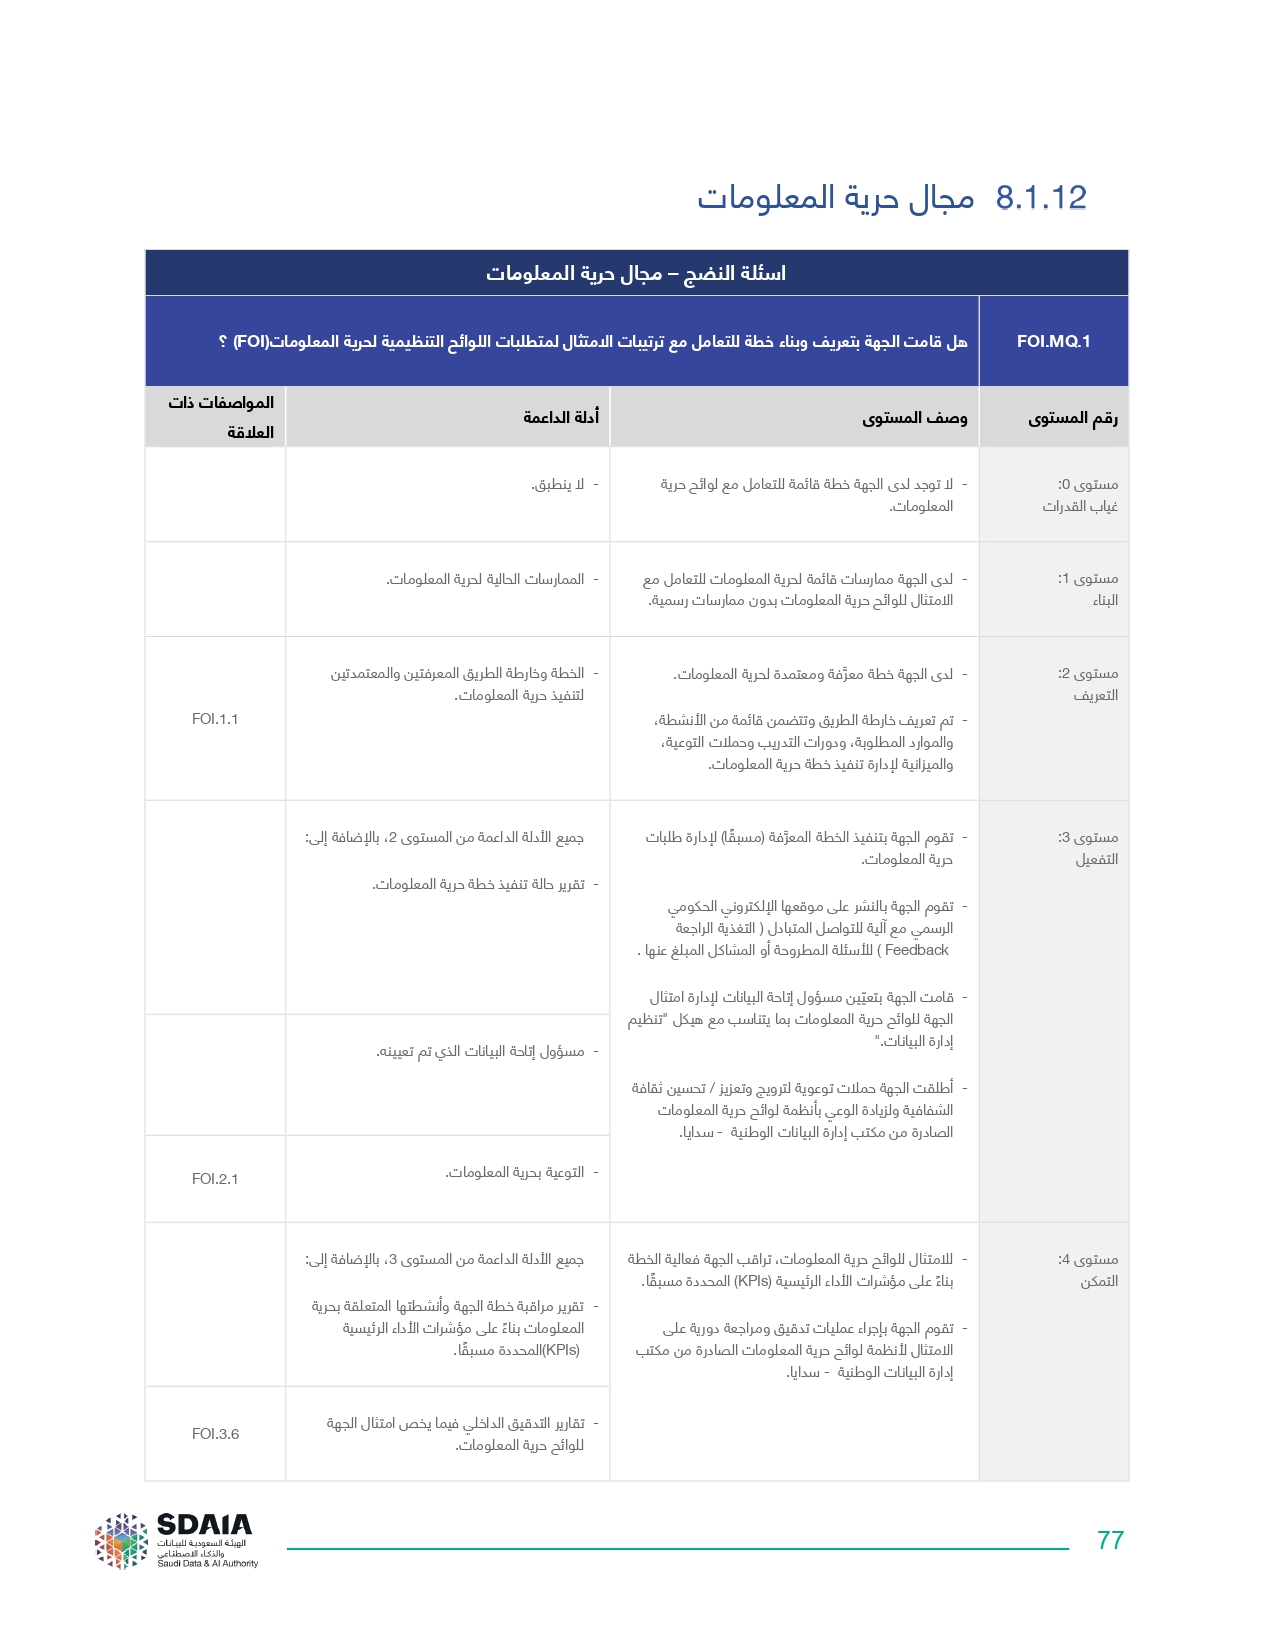 8.1.12 مجال حرية المعلومات
اسئلة النضج – مجال حرية المعلومات
FOI.MQ.1
هل قامت الجهة بتعريف وبناء خطة للتعامل مع ترتيبات الامتثال لمتطلبات اللوائح التنظيمية لحرية المعلومات(FOI) ؟
رقم المستوى
وصف المستوى
أدلة الداعمة
المواصفات ذات
العلاقة
مستوى 0:
غياب القدرات
- لا توجد لدى الجهة خطة قائمة للتعامل مع لوائح حرية
المعلومات.
- لا ينطبق.
مستوى 1:
البناء
- لدى الجهة ممارسات قائمة لحرية المعلومات للتعامل مع
الامتثال للوائح حرية المعلومات بدون ممارسات رسمية.
- الممارسات الحالية لحرية المعلومات.
مستوى 2:
التعريف
- لدى الجهة خطة معرَّفة ومعتمدة لحرية المعلومات.
- تم تعريف خارطة الطريق وتتضمن قائمة من الأنشطة،
والموارد المطلوبة، ودورات التدريب وحملات التوعية،
والميزانية لإدارة تنفيذ خطة حرية المعلومات.
- الخطة وخارطة الطريق المعرفتين والمعتمدتين
لتنفيذ حرية المعلومات.
FOI.1.1
مستوى 3:
التفعيل
- تقوم الجهة بتنفيذ الخطة المعرَّفة (مسبقًا) لإدارة طلبات
حرية المعلومات.
- تقوم الجهة بالنشر على موقعها الإلكتروني الحكومي
الرسمي مع آلية للتواصل المتبادل ( التغذية الراجعة
Feedback ) للأسئلة المطروحة أو المشاكل المبلغ عنها .
- قامت الجهة بتعيّين مسؤول إتاحة البيانات لإدارة امتثال
الجهة للوائح حرية المعلومات بما يتناسب مع هيكل "تنظيم
إدارة البيانات."
- أطلقت الجهة حملات توعوية لترويج وتعزيز / تحسين ثقافة
الشفافية ولزيادة الوعي بأنظمة لوائح حرية المعلومات
الصادرة من مكتب إدارة البيانات الوطنية - سدايا.
جميع الأدلة الداعمة من المستوى 2، بالإضافة إلى:
- تقرير حالة تنفيذ خطة حرية المعلومات.
- مسؤول إتاحة البيانات الذي تم تعيينه.
- التوعية بحرية المعلومات.
FOI.2.1
مستوى 4:
التمكن
- للامتثال للوائح حرية المعلومات، تراقب الجهة فعالية الخطة
بناءً على مؤشرات الأداء الرئيسية (KPIs) المحددة مسبقًا.
- تقوم الجهة بإجراء عمليات تدقيق ومراجعة دورية على
الامتثال لأنظمة لوائح حرية المعلومات الصادرة من مكتب
إدارة البيانات الوطنية - سدايا.
جميع الأدلة الداعمة من المستوى 3، بالإضافة إلى:
- تقرير مراقبة خطة الجهة وأنشطتها المتعلقة بحرية
المعلومات بناءً على مؤشرات الأداء الرئيسية
(KPIs)المحددة مسبقًا.
- تقارير التدقيق الداخلي فيما يخص امتثال الجهة
للوائح حرية المعلومات.
FOI.3.6
77
SDAIA
الهيئة السعودية للبيانات
والذكاء الاصطناعي
Saudi Data & AI Authority